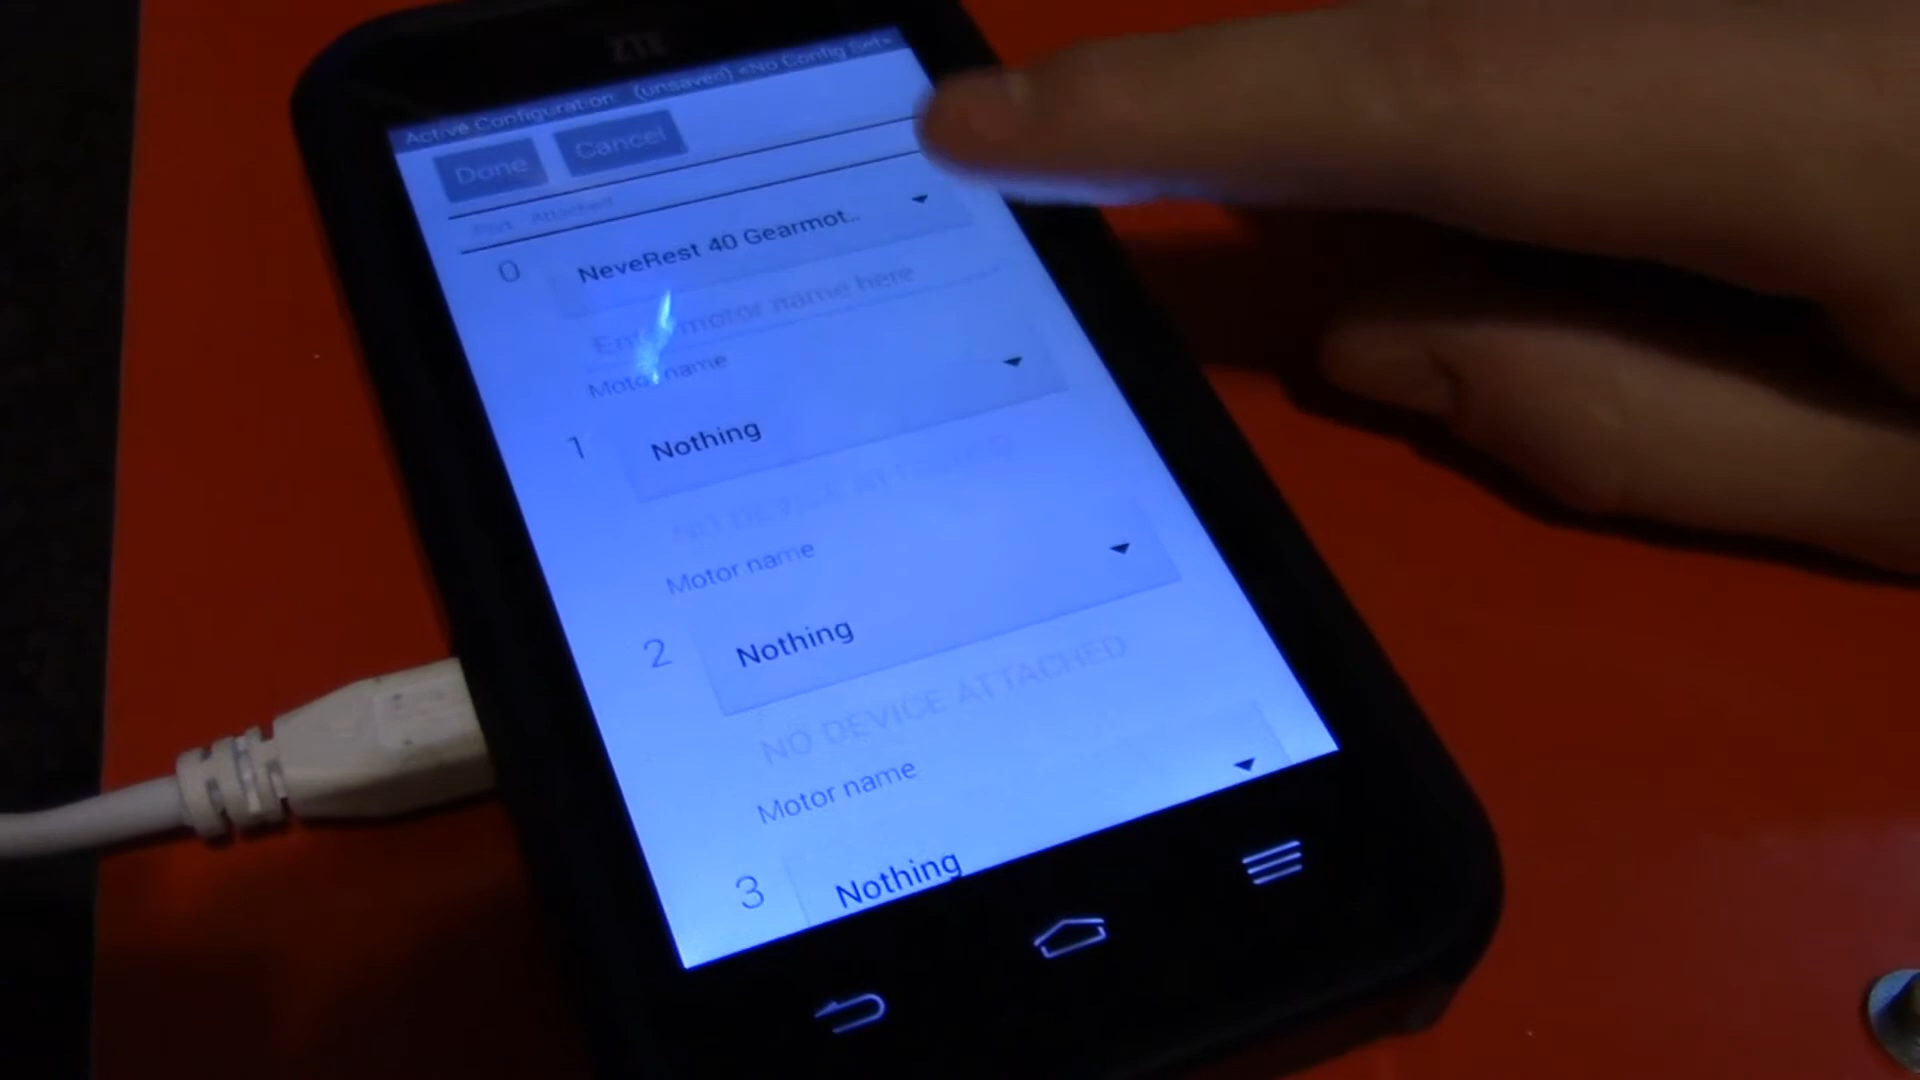 ZTE
Active Configuration: (unsaved) <No Config Set>
Done Cancel
Port Attached
0 NeveRest 40 Gearmot...
Enter motor name here
Motor name
1 Nothing
NO DEVICE ATTACHED
Motor name
2 Nothing
NO DEVICE ATTACHED
Motor name
3 Nothing